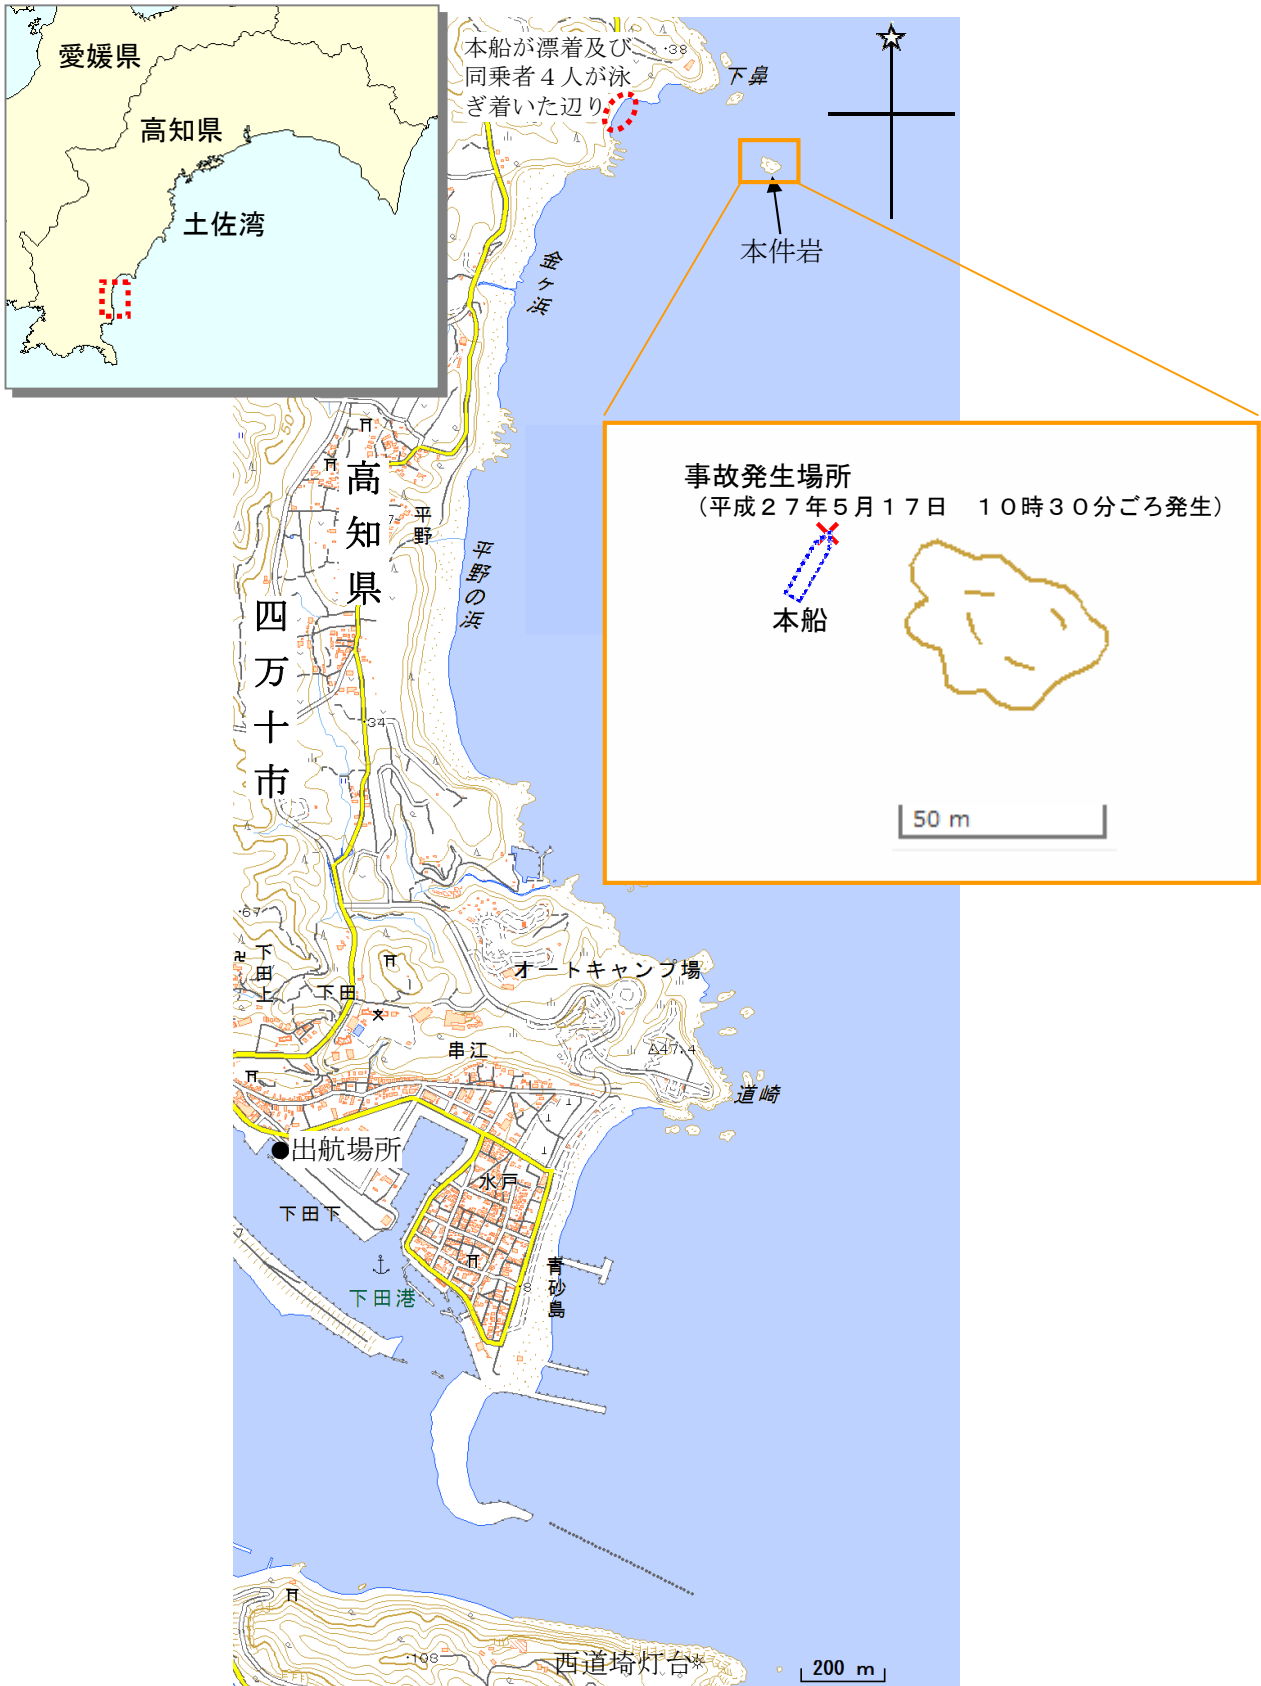 愛媛県
高知県
土佐湾
本船が漂着及び
同乗者４人が泳
ぎ着いた辺り
・38
下鼻
本件岩
金ヶ浜
事故発生場所
（平成２７年５月１７日　１０時３０分ごろ発生）
本船
50 m
50
高知県
平野
平野の浜
四万十市
34
・67
下田上
下田
オートキャンプ場
串江
47.4
道崎
出航場所
水戸
下田下
7
下田港
青砂島
・8
・108
西道埼灯台
200 m